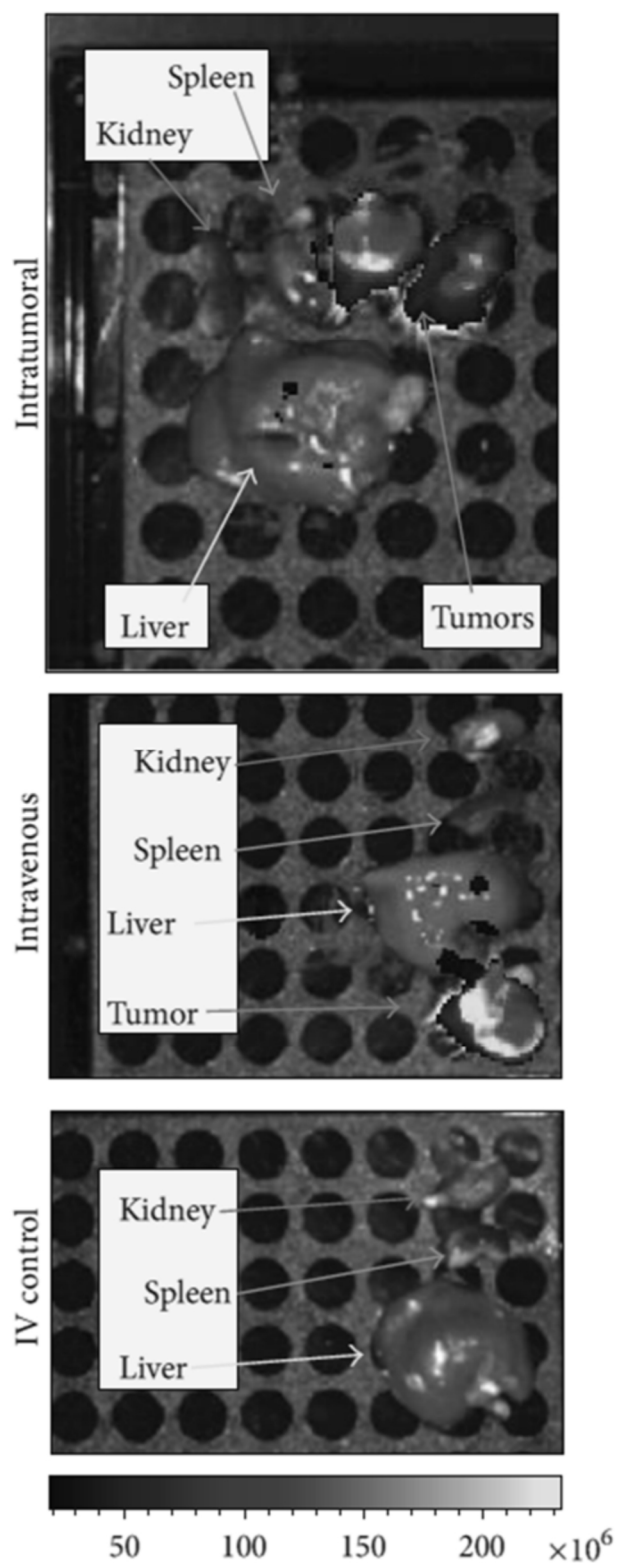 Intratumoral
Spleen
Kidney
Liver
Tumors
Intravenous
Kidney
Spleen
Liver
Tumor
IV control
Kidney
Spleen
Liver
50 100 150 200 ×10⁶